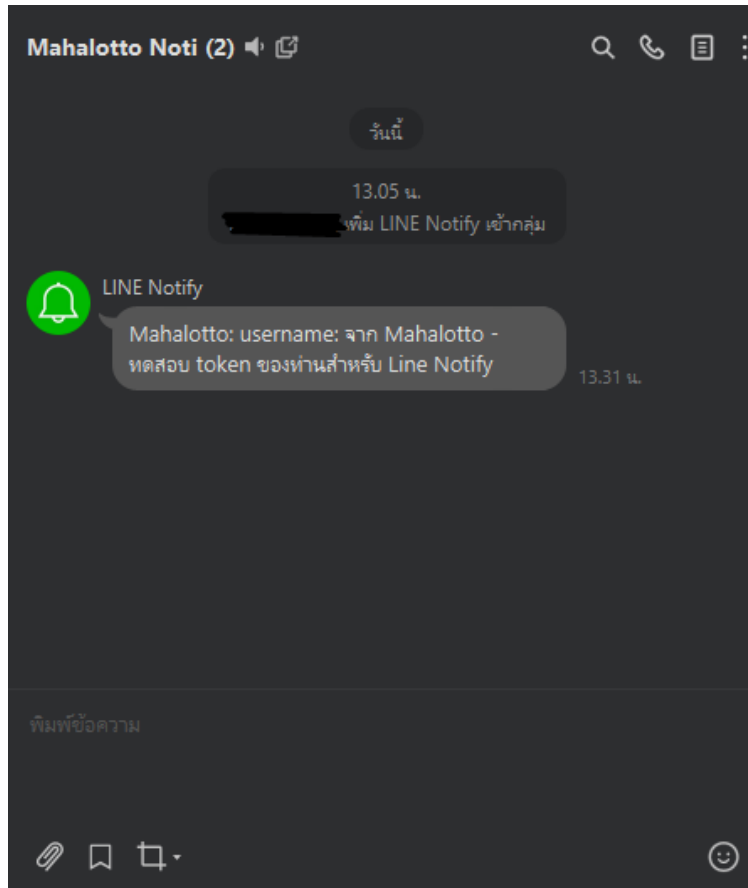 Mahalotto Noti (2)
วันนี้
13.05 น.
เพิ่ม LINE Notify เข้ากลุ่ม
LINE Notify
Mahalotto: username: จาก Mahalotto -
ทดสอบ token ของท่านสำหรับ Line Notify
13.31 น.
พิมพ์ข้อความ